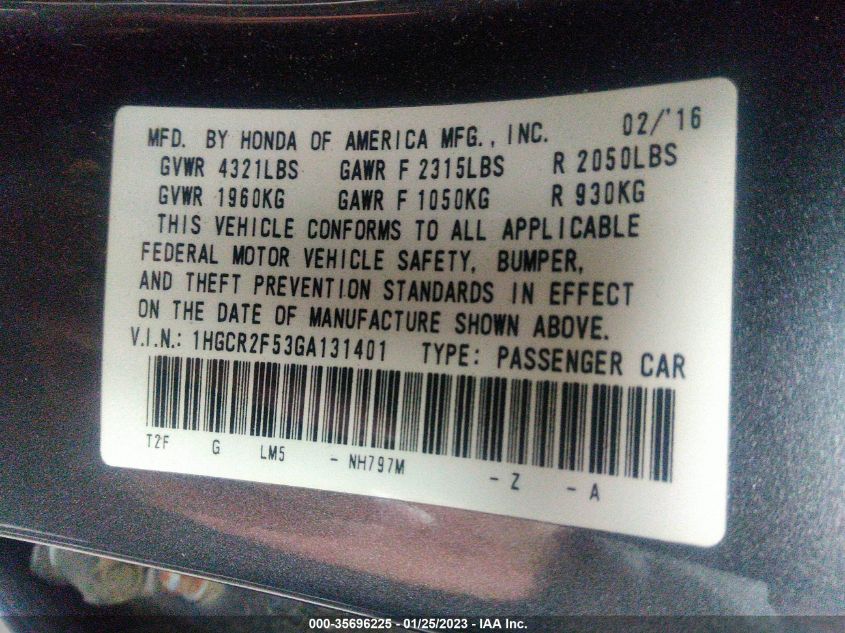 MFD. BY HONDA OF AMERICA MFG., INC. 02/'16
GVWR 4321LBS GAWR F 2315LBS R 2050LBS
GVWR 1960KG GAWR F 1050KG R 930KG
THIS VEHICLE CONFORMS TO ALL APPLICABLE
FEDERAL MOTOR VEHICLE SAFETY, BUMPER,
AND THEFT PREVENTION STANDARDS IN EFFECT
ON THE DATE OF MANUFACTURE SHOWN ABOVE.
V.I.N.: 1HGCR2F53GA131401 TYPE: PASSENGER CAR
T2F G LM5 - NH797M - Z - A
000-35696225 - 01/25/2023 - IAA Inc.